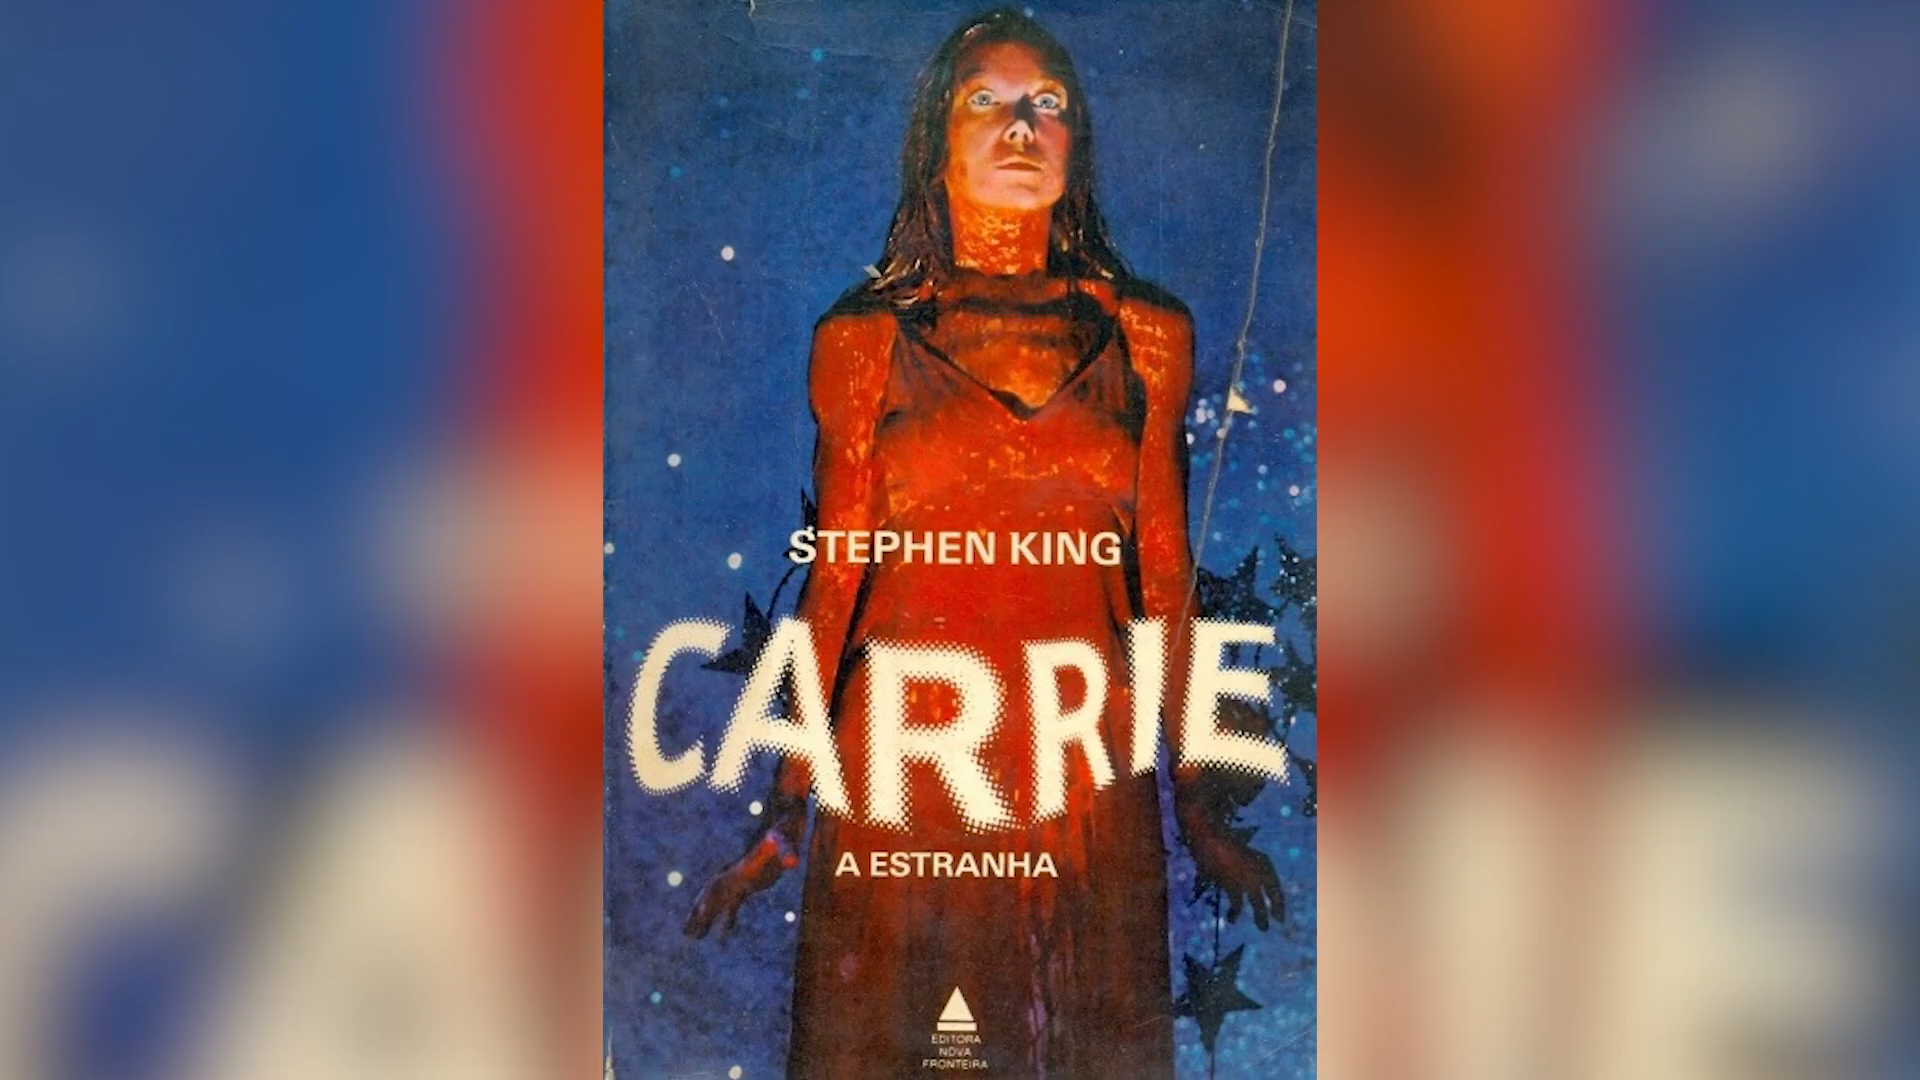 STEPHEN KING
CARRIE
A ESTRANHA
EDITORA
NOVA
FRONTEIRA